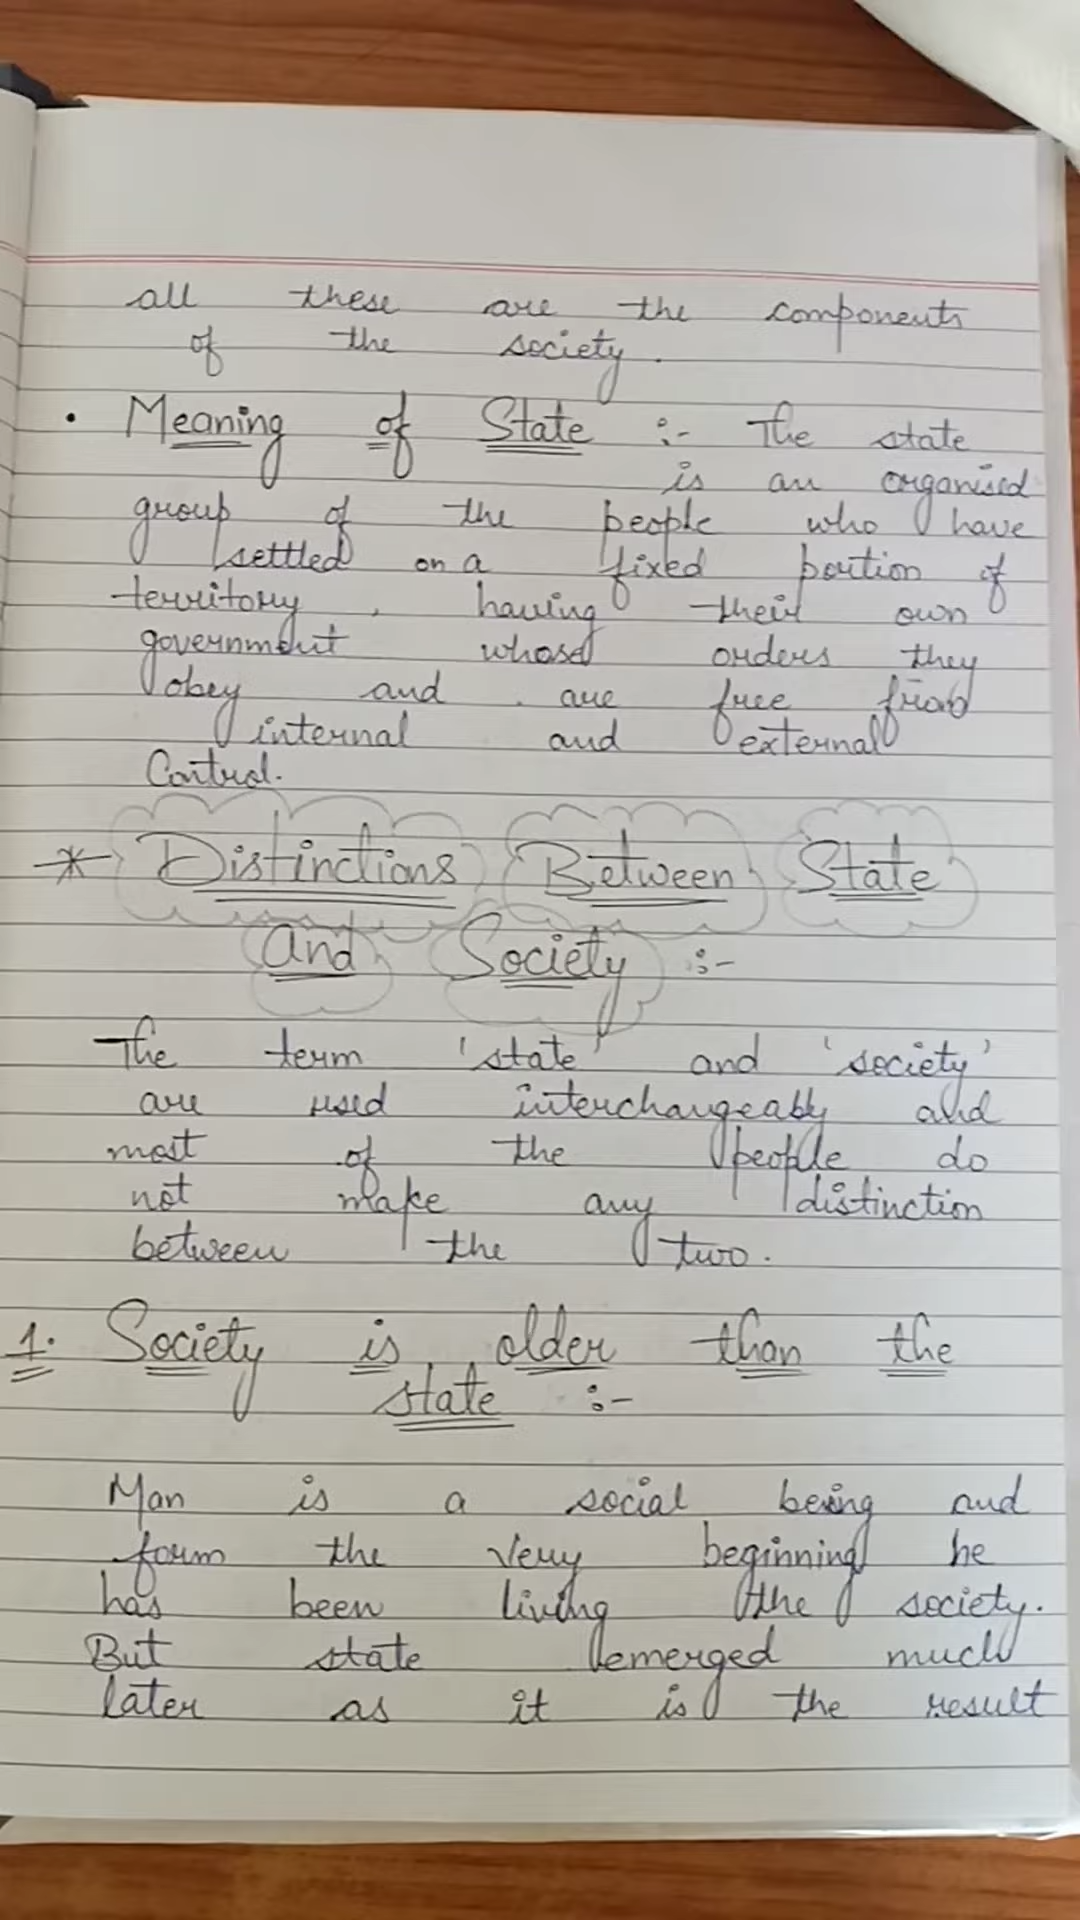 all these are the components
of the society.
• Meaning of State :- The state
is an organised
group of the people who have
settled on a fixed portion of
territory, having their own
government whose orders they
obey and are free from
internal and external
Control.
* Distinctions Between State
and Society :-
The term 'state' and 'society'
are used interchangeably and
most of the people do
not make any distinction
between the two.
1. Society is older than the
state :-
Man is a social being and
form the very beginning he
has been living the society.
But state emerged much
later as it is the result